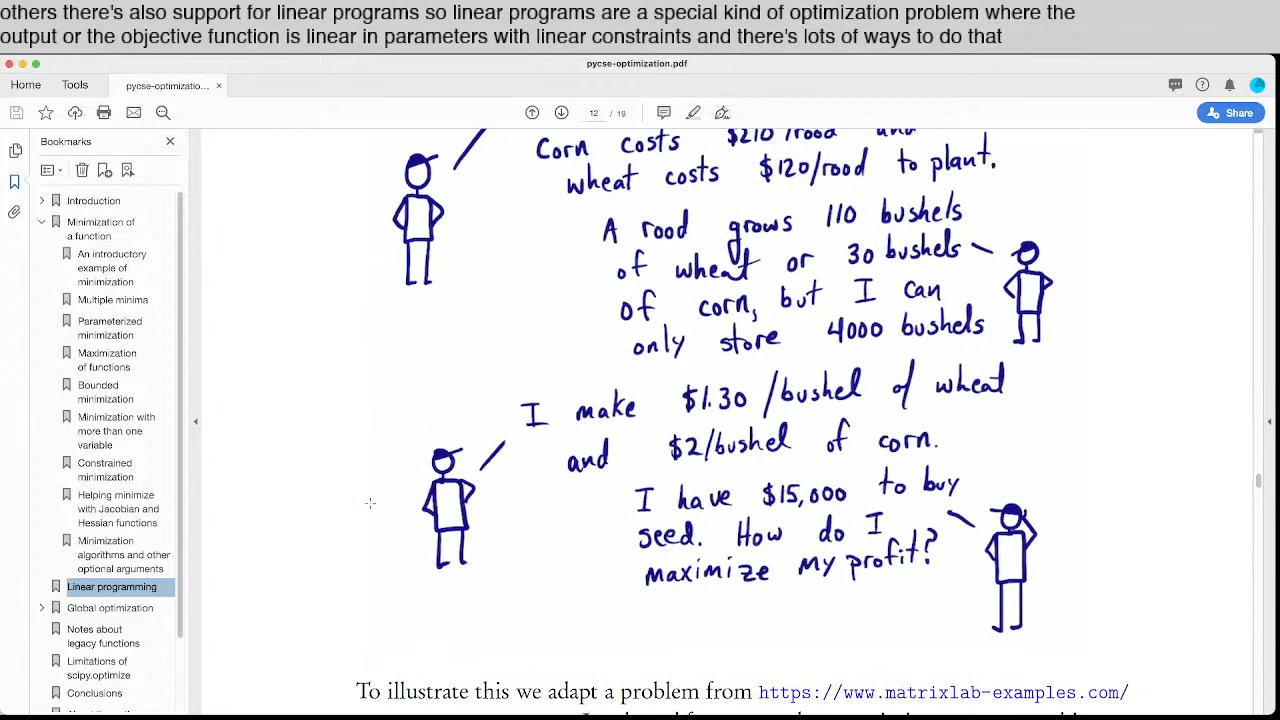 others there's also support for linear programs so linear programs are a special kind of optimization problem where the
output or the objective function is linear in parameters with linear constraints and there's lots of ways to do that
pycse-optimization.pdf
Home
Tools
pycse-optimizatio...
12 / 19
Share
Bookmarks
Introduction
Minimization of
a function
An introductory
example of
minimization
Multiple minima
Parameterized
minimization
Maximization
of functions
Bounded
minimization
Minimization with
more than one
variable
Constrained
minimization
Helping minimize
with Jacobian and
Hessian functions
Minimization
algorithms and other
optional arguments
Linear programming
Global optimization
Notes about
legacy functions
Limitations of
scipy.optimize
Conclusions
Corn costs $210/rood and
wheat costs $120/rood to plant.
A rood grows 110 bushels
of wheat or 30 bushels
of corn, but I can
only store 4000 bushels
I make $1.30/bushel of wheat
and $2/bushel of corn.
I have $15,000 to buy
seed. How do I
maximize my profit?
To illustrate this we adapt a problem from https://www.matrixlab-examples.com/